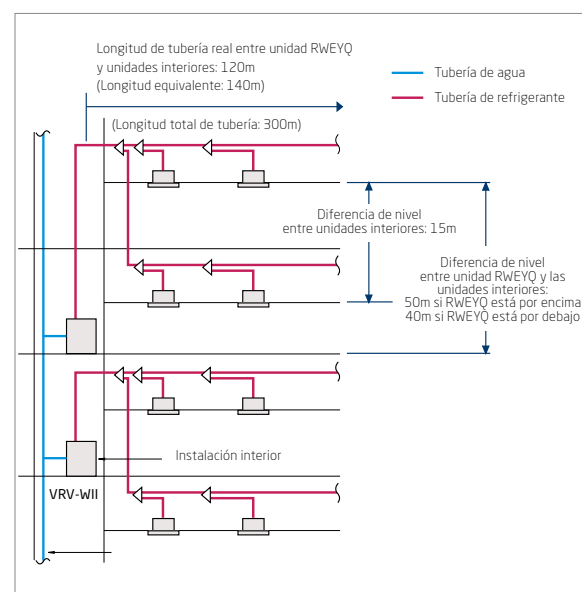 Longitud de tubería real entre unidad RWEYQ
y unidades interiores: 120m
(Longitud equivalente: 140m)
(Longitud total de tubería: 300m)
Tubería de agua
Tubería de refrigerante
Diferencia de nivel
entre unidades interiores: 15m
Diferencia de nivel
entre unidad RWEYQ y las
unidades interiores:
50m si RWEYQ está por encima
40m si RWEYQ está por debajo
Instalación interior
VRV-WII